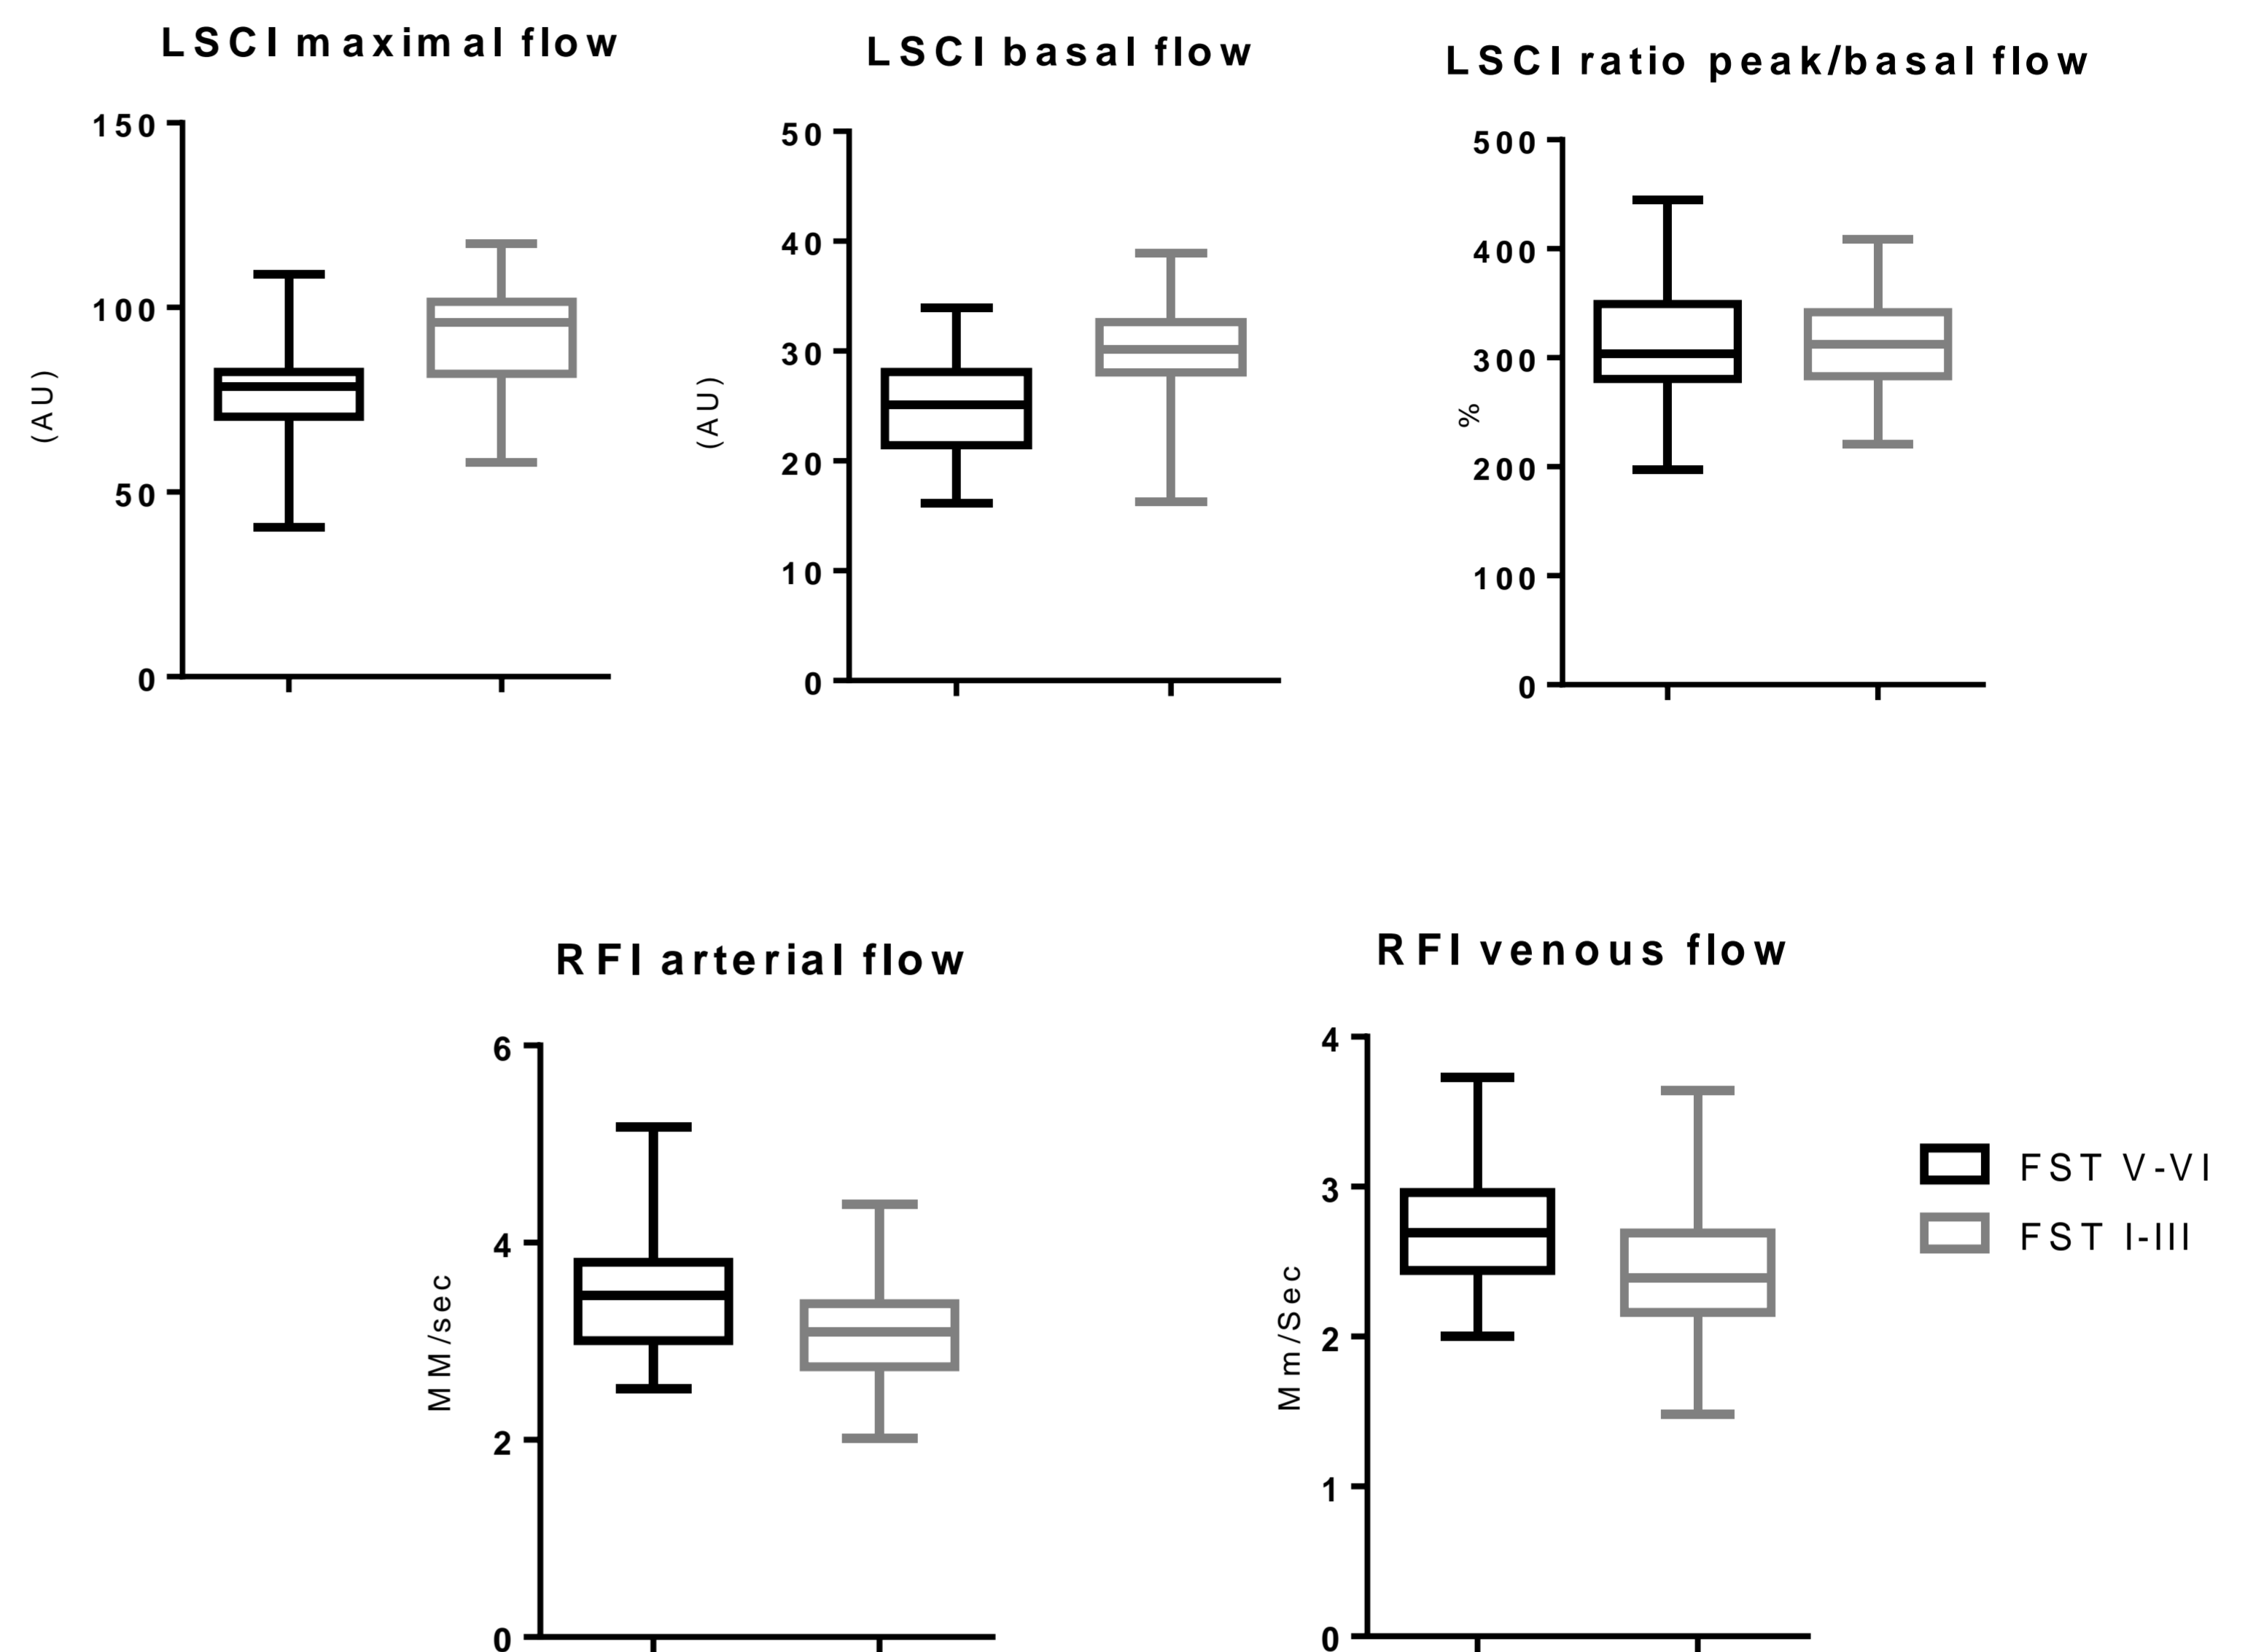 LSCI maximal flow
150
100
50
0
(AU)
LSCI basal flow
50
40
30
20
10
0
(AU)
LSCI ratio peak/basal flow
500
400
300
200
100
0
%
RFI arterial flow
6
4
2
0
MM/sec
RFI venous flow
4
3
2
1
0
Mm/Sec
FST V-VI
FST I-III